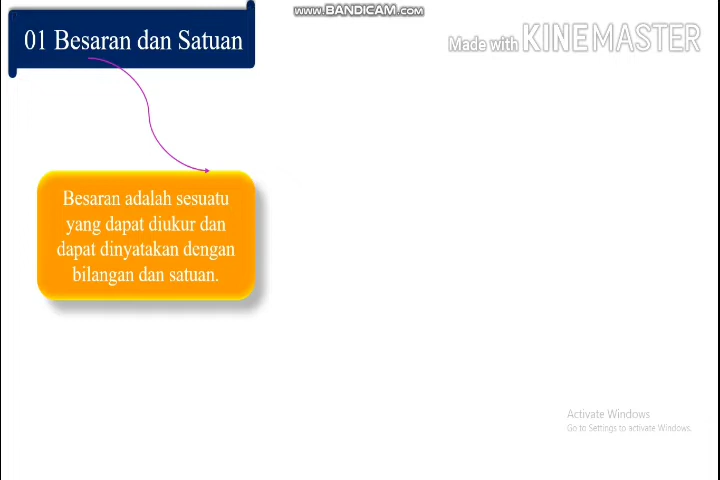 www.BANDICAM.com
01 Besaran dan Satuan
Made with KINEMASTER
Besaran adalah sesuatu
yang dapat diukur dan
dapat dinyatakan dengan
bilangan dan satuan.
Activate Windows
Go to Settings to activate Windows.